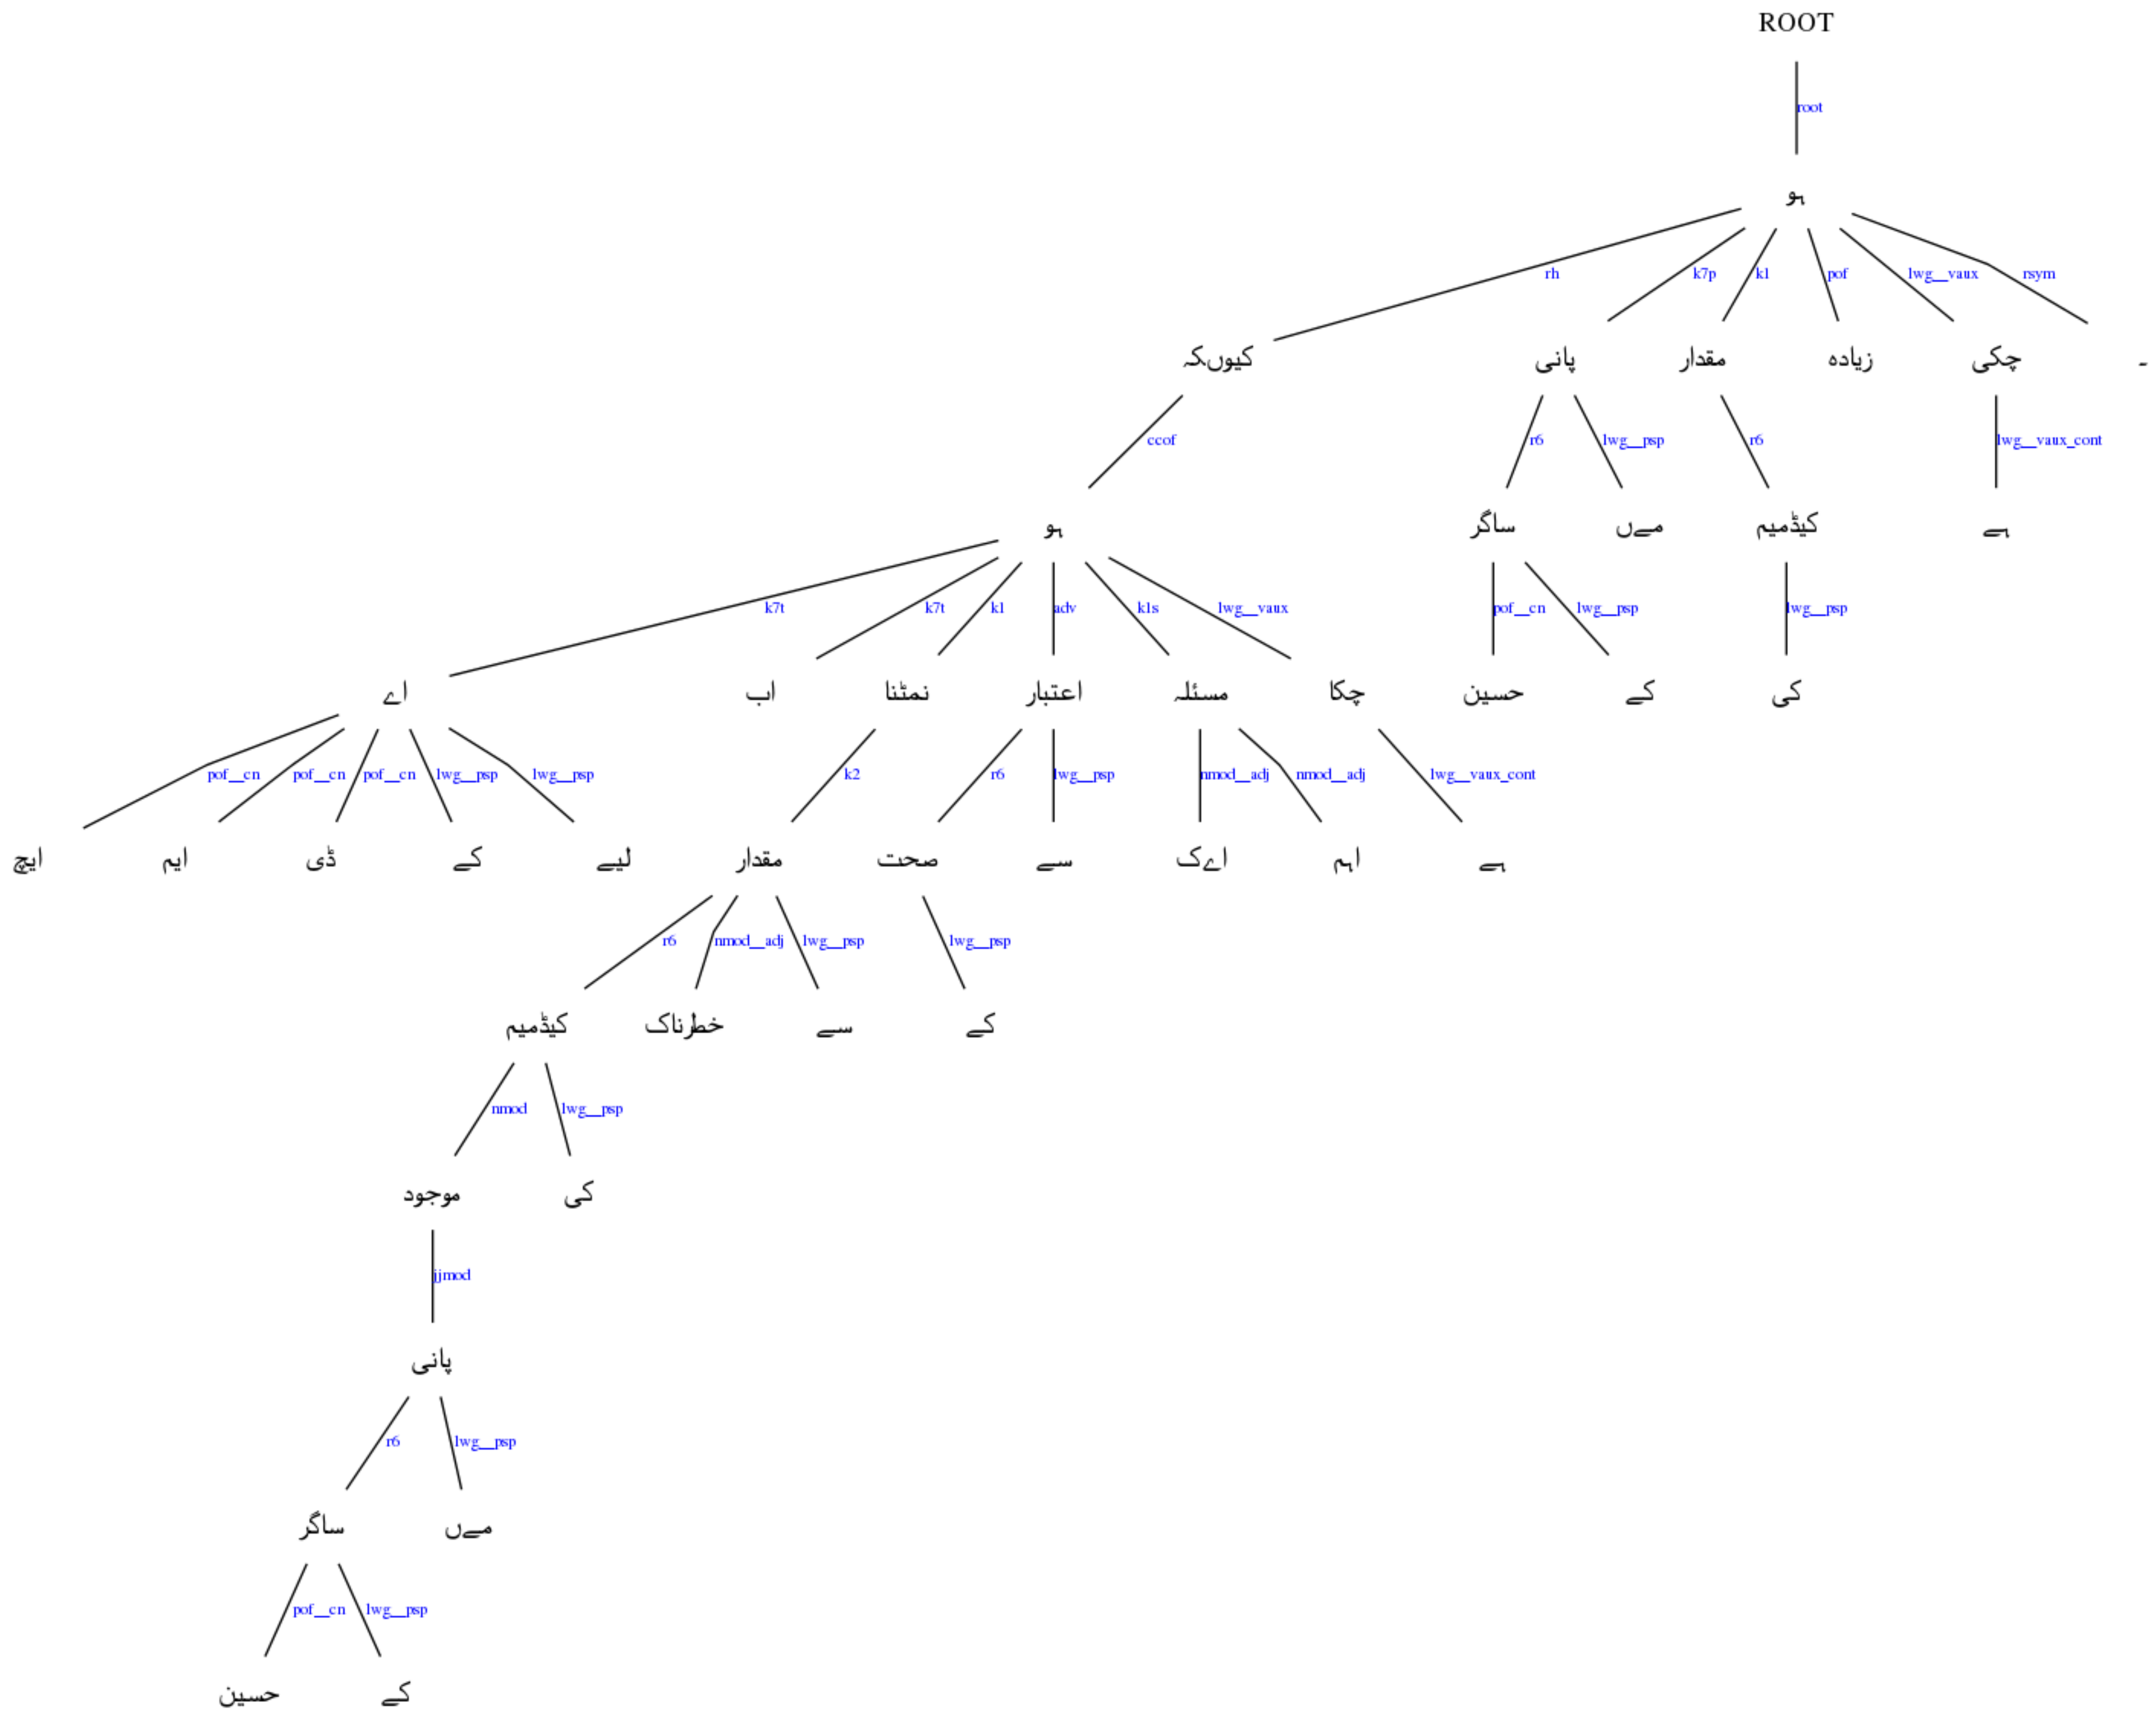 ROOT
root
ہو
rh k7p k1 pof lwg__vaux rsym
کیوں‌کہ پانی مقدار زیادہ چکی ۔
ccof r6 lwg__psp r6 lwg__vaux_cont
ہو ساگر مےں کیڈمیم ہے
k7t k7t k1 adv k1s lwg__vaux pof__cn lwg__psp lwg__psp
اے اب نمٹنا اعتبار مسئلہ چکا حسین کے کی
pof__cn pof__cn pof__cn lwg__psp lwg__psp k2 r6 lwg__psp nmod__adj nmod__adj lwg__vaux_cont
ایچ ایم ڈی کے لیے مقدار صحت سے اےک اہم ہے
r6 nmod__adj lwg__psp lwg__psp
کیڈمیم خطرناک سے کے
nmod lwg__psp
موجود کی
jjmod
پانی
r6 lwg__psp
ساگر مےں
pof__cn lwg__psp
حسین کے